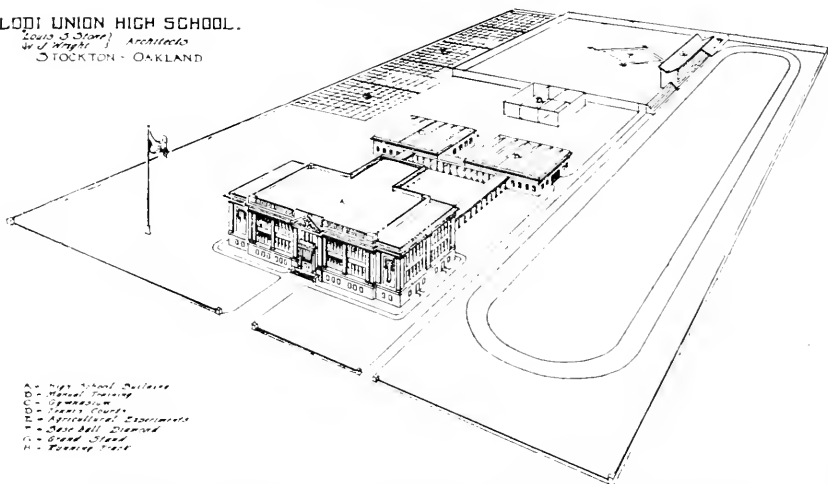 LODI UNION HIGH SCHOOL.
Louis S Stone }
W J Wright } Architects
STOCKTON - OAKLAND
A
A = High School Building
B = Manual Training
C = Gymnasium
D = Tennis Courts
E = Agricultural Experiments
F = Base Ball Diamond
G = Grand Stand
H = Running Track